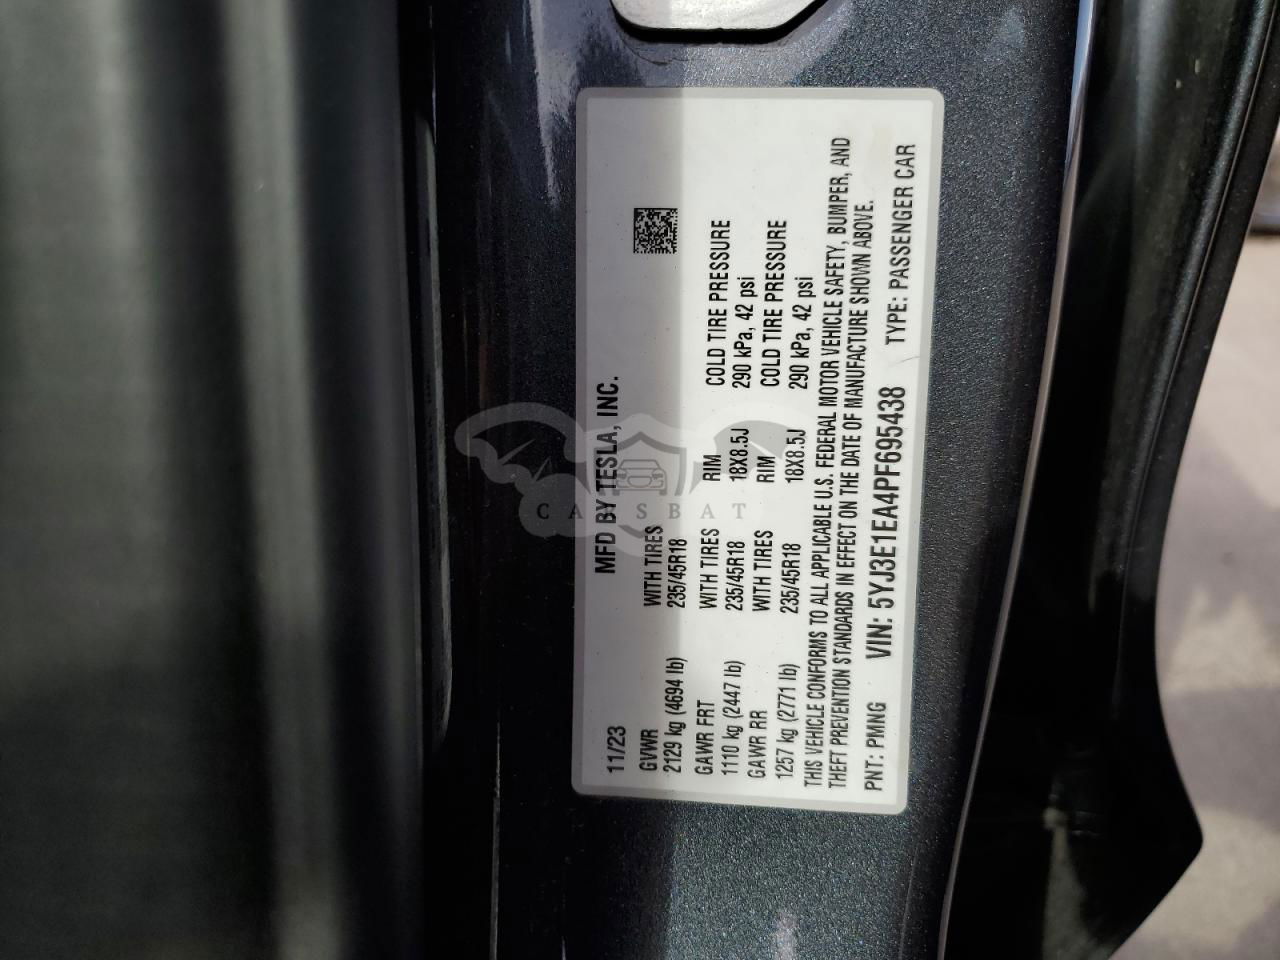 MFD BY TESLA, INC.
11/23
GVWR WITH TIRES
2129 kg (4694 lb) 235/45R18
GAWR FRT WITH TIRES RIM COLD TIRE PRESSURE
1110 kg (2447 lb) 235/45R18 18X8.5J 290 kPa, 42 psi
GAWR RR WITH TIRES RIM COLD TIRE PRESSURE
1257 kg (2771 lb) 235/45R18 18X8.5J 290 kPa, 42 psi
THIS VEHICLE CONFORMS TO ALL APPLICABLE U.S. FEDERAL MOTOR VEHICLE SAFETY, BUMPER, AND
THEFT PREVENTION STANDARDS IN EFFECT ON THE DATE OF MANUFACTURE SHOWN ABOVE.
PNT: PMNG VIN: 5YJ3E1EA4PF695438 TYPE: PASSENGER CAR
CARSBAT